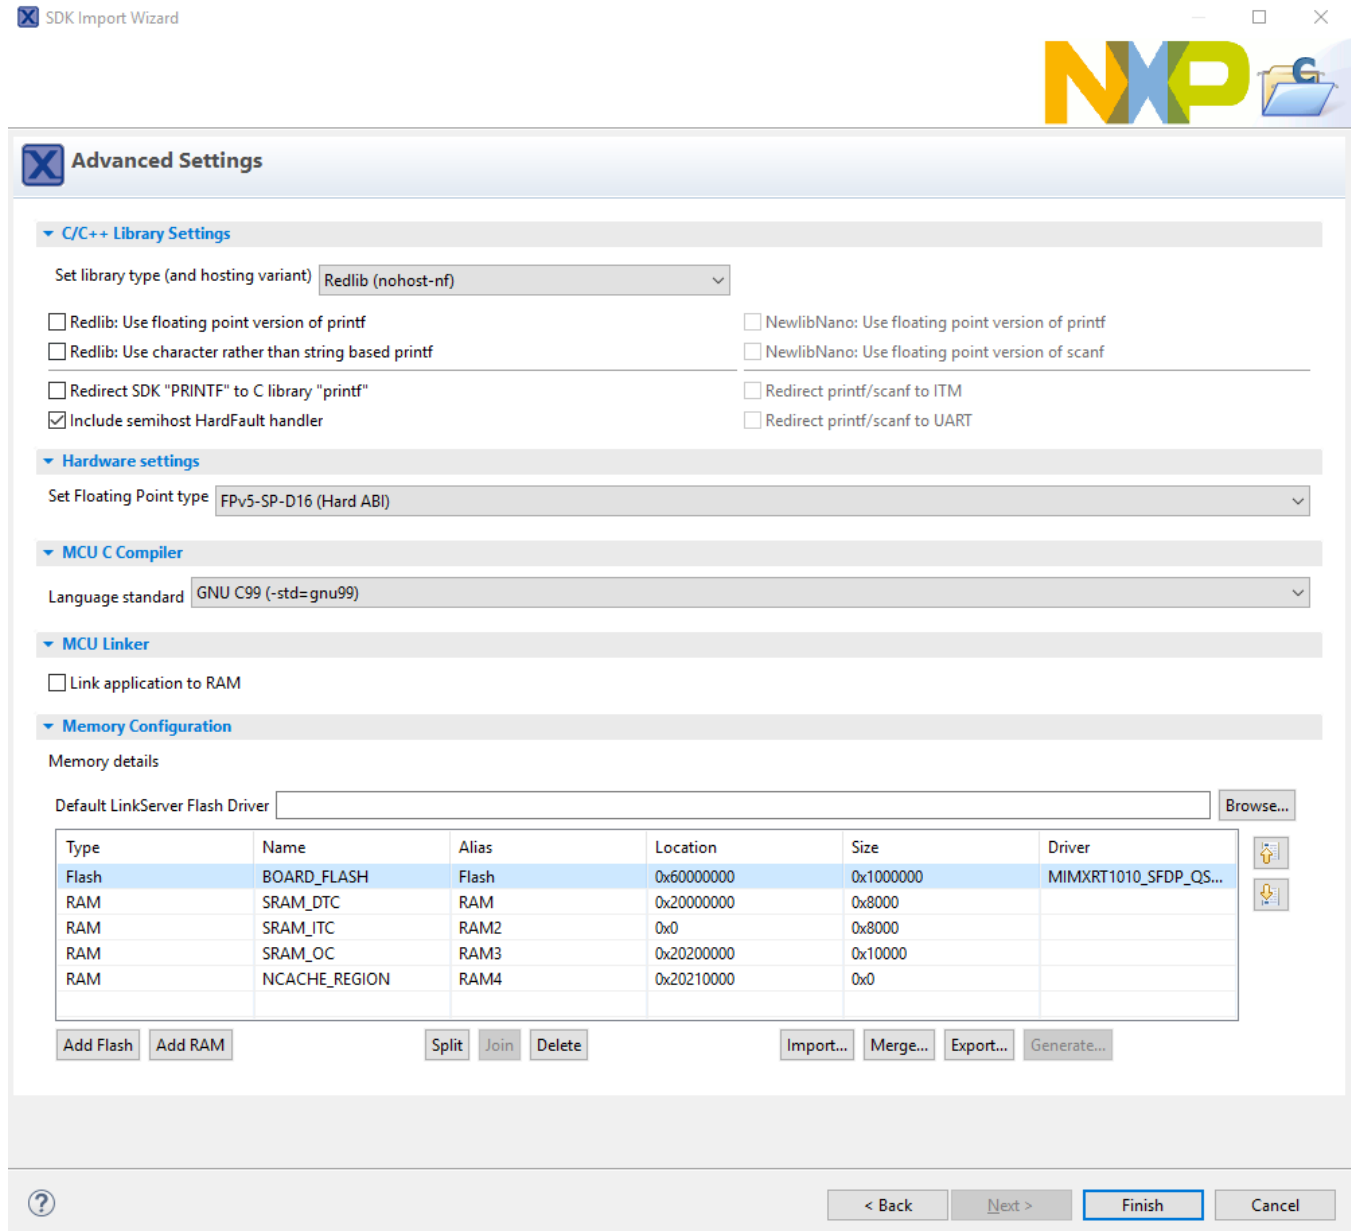 SDK Import Wizard
NXP
C
X Advanced Settings
C/C++ Library Settings
Set library type (and hosting variant) Redlib (nohost-nf)
Redlib: Use floating point version of printf NewlibNano: Use floating point version of printf
Redlib: Use character rather than string based printf NewlibNano: Use floating point version of scanf
Redirect SDK "PRINTF" to C library "printf" Redirect printf/scanf to ITM
Include semihost HardFault handler Redirect printf/scanf to UART
Hardware settings
Set Floating Point type FPv5-SP-D16 (Hard ABI)
MCU C Compiler
Language standard GNU C99 (-std=gnu99)
MCU Linker
Link application to RAM
Memory Configuration
Memory details
Default LinkServer Flash Driver Browse...
Type Name Alias Location Size Driver
Flash BOARD_FLASH Flash 0x60000000 0x1000000 MIMXRT1010_SFDP_QS...
RAM SRAM_DTC RAM 0x20000000 0x8000
RAM SRAM_ITC RAM2 0x0 0x8000
RAM SRAM_OC RAM3 0x20200000 0x10000
RAM NCACHE_REGION RAM4 0x20210000 0x0
Add Flash Add RAM Split Join Delete Import... Merge... Export... Generate...
? < Back Next > Finish Cancel